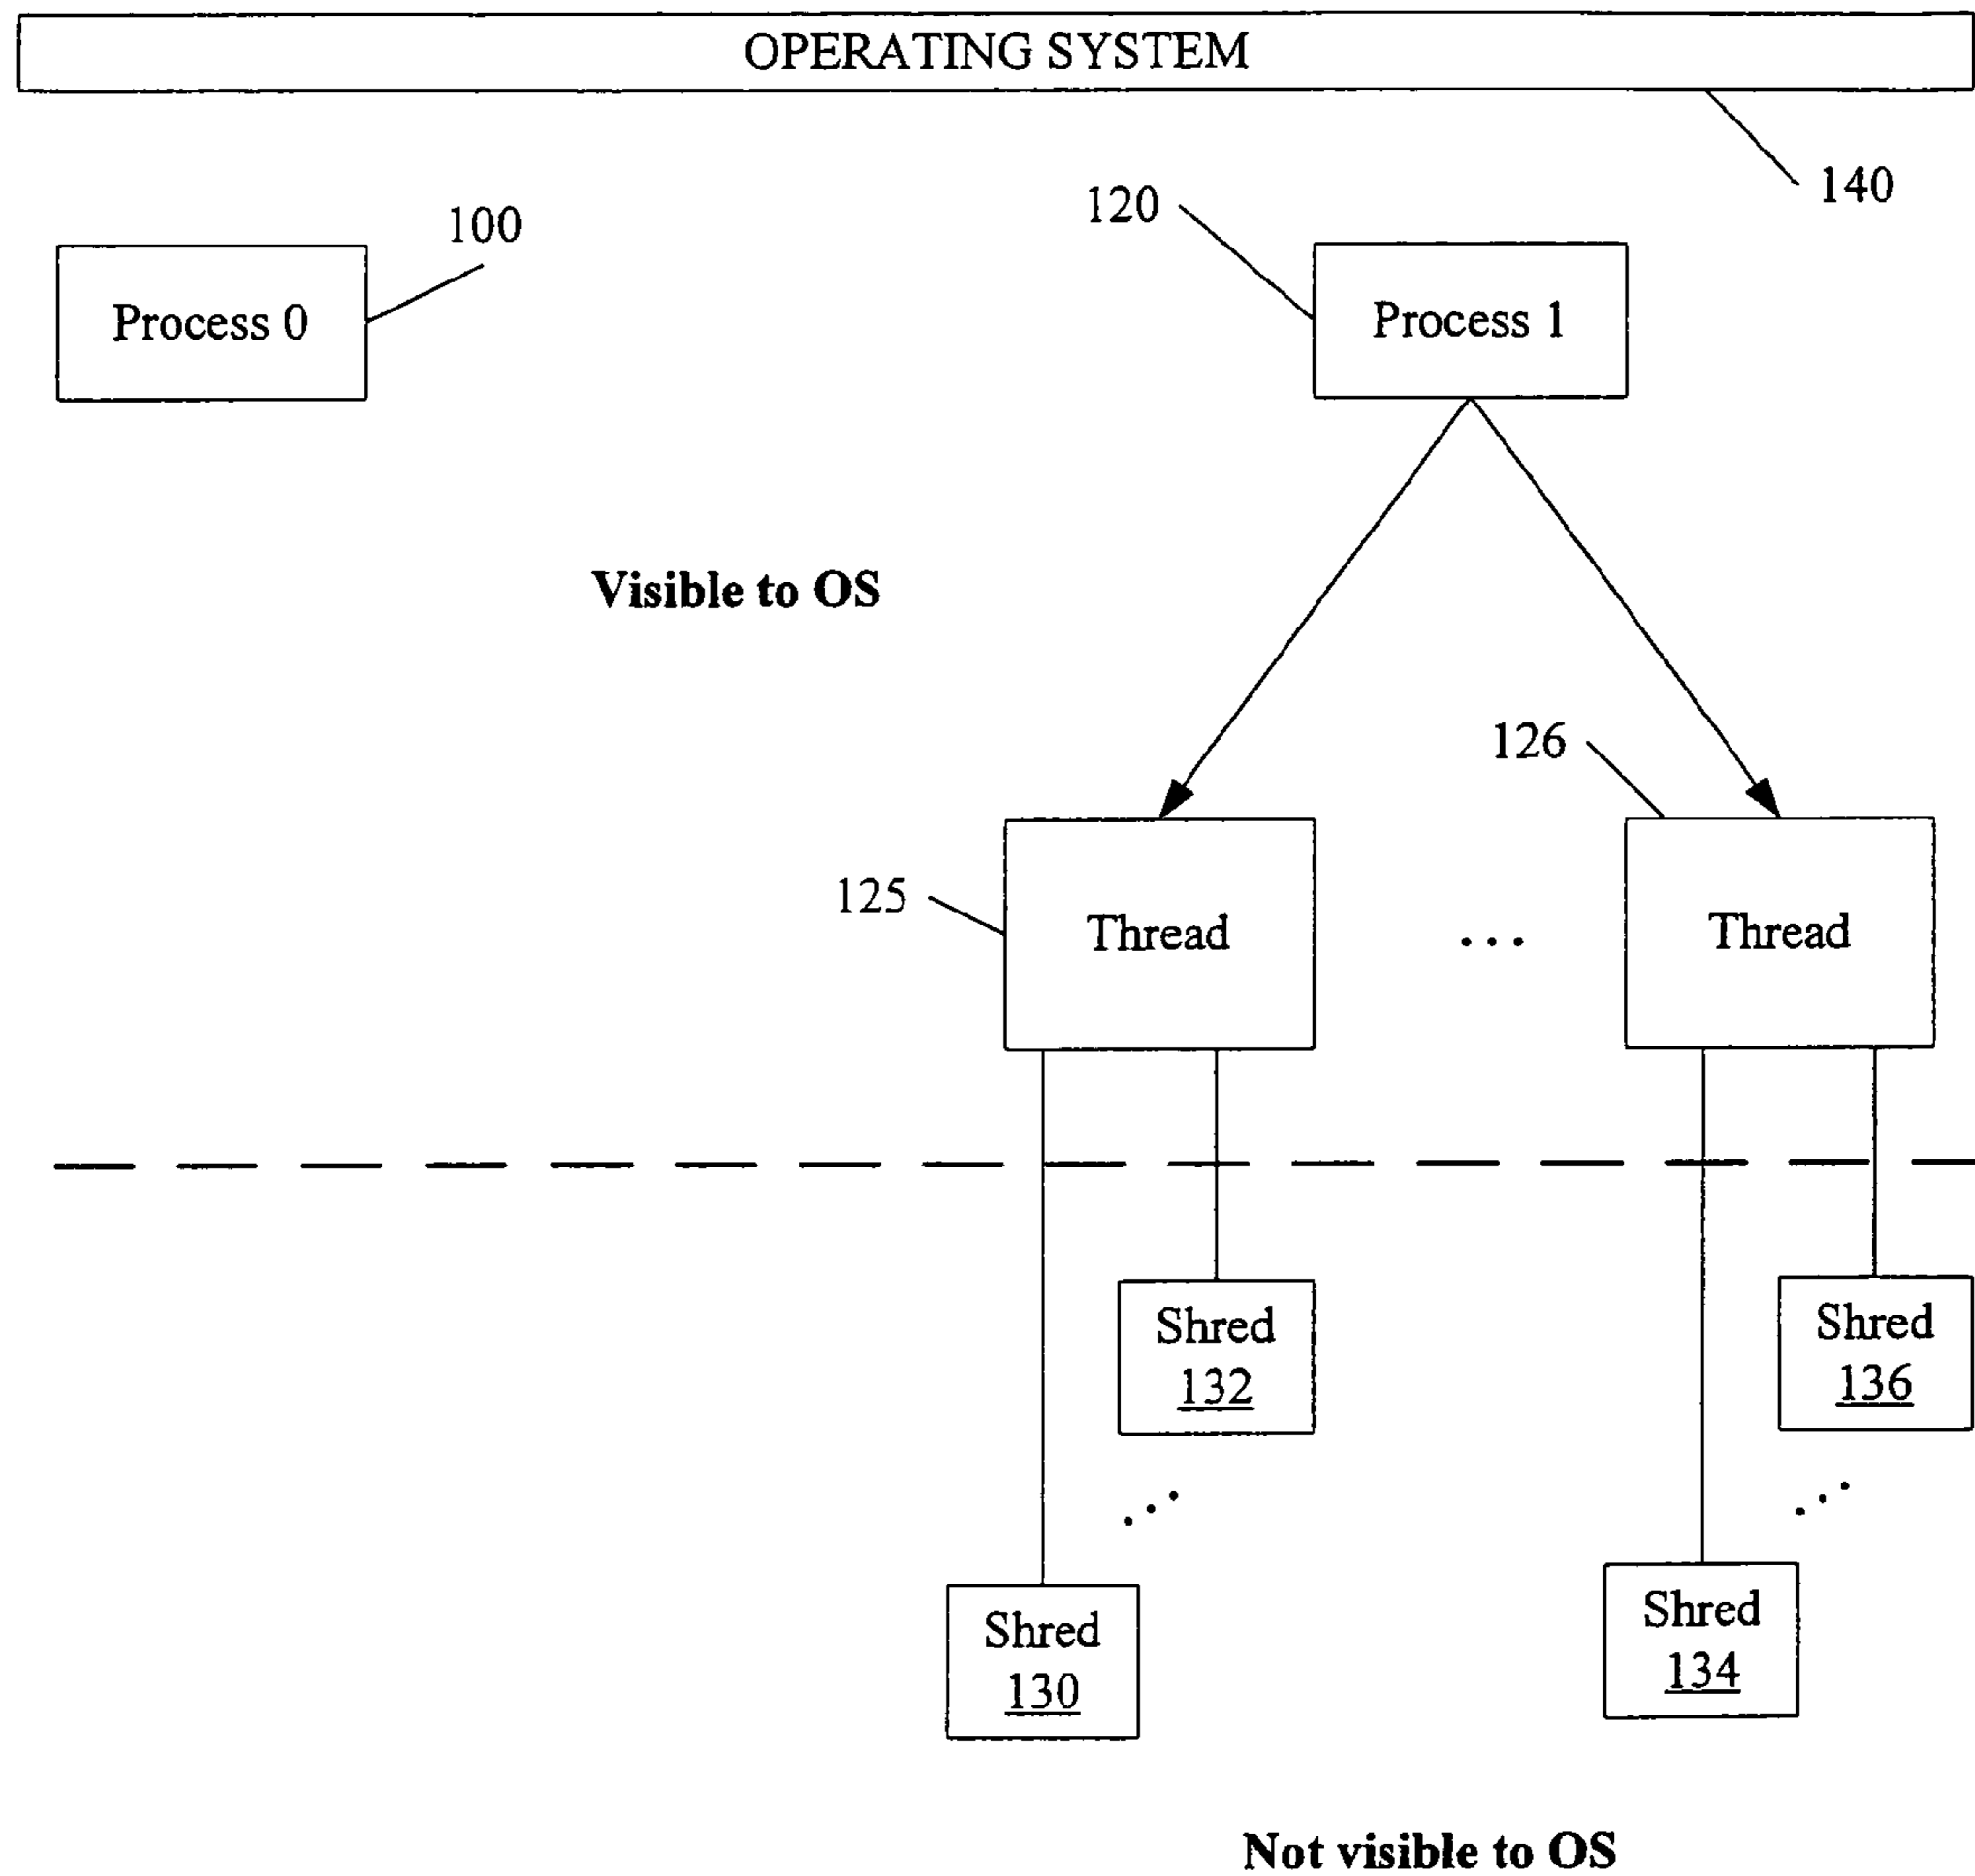 OPERATING SYSTEM
140
100
120
Process 0
Process 1
Visible to OS
126
125
Thread
...
Thread
Shred
132
Shred
136
...
...
Shred
130
Shred
134
Not visible to OS